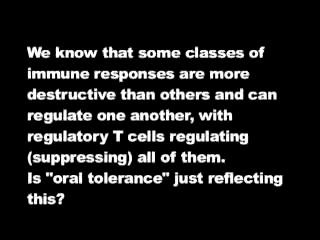 We know that some classes of
immune responses are more
destructive than others and can
regulate one another, with
regulatory T cells regulating
(suppressing) all of them.
Is "oral tolerance" just reflecting
this?